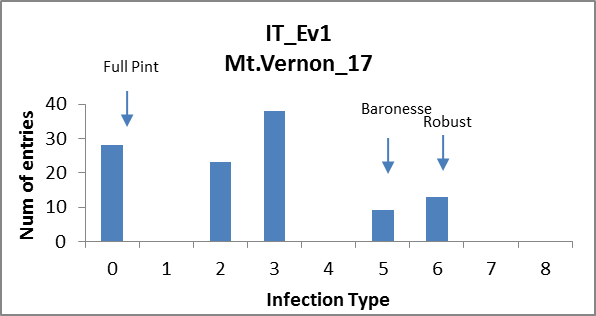 IT_Ev1
Mt.Vernon_17
Full Pint
Baronesse
Robust
Num of entries
40
30
20
10
0
0 1 2 3 4 5 6 7 8
Infection Type